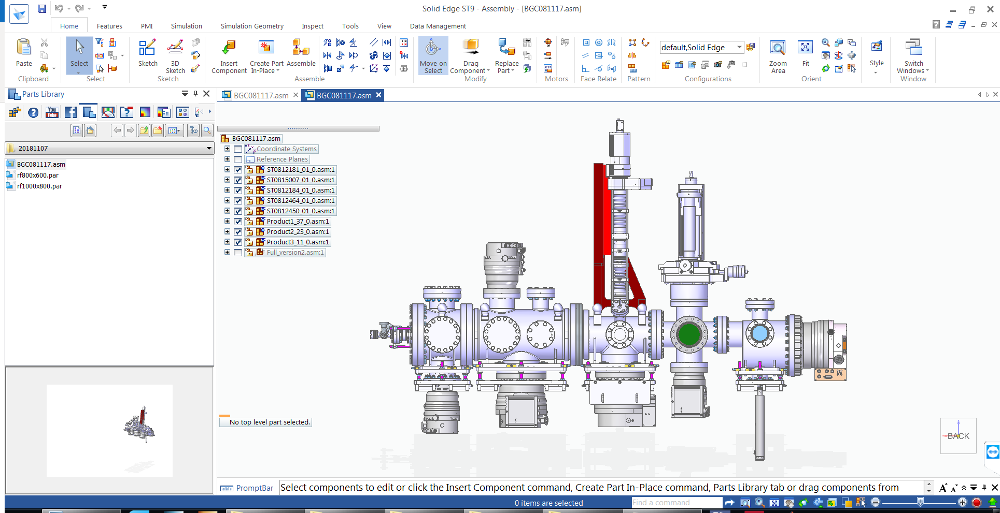 Solid Edge ST9 - Assembly - [BGC081117.asm]
Home Features PMI Simulation Simulation Geometry Inspect Tools View Data Management
Paste
Clipboard
Select
Select
Sketch
3D Sketch
Sketch
Insert Component
Create Part In-Place
Assembly
Assemble
Move on Select
Drag Component
Replace Part
Modify
Motors
Face Relate
Pattern
default,Solid Edge
Configurations
Zoom Area
Fit
Orient
Style
Switch Windows
Window
Parts Library
BGC081117.asm
BGC081117.asm
You Tube
20181107
BGC081117.asm
rf800x600.par
rf1000x800.par
BGC081117.asm
Coordinate Systems
Reference Planes
ST0812181_01_0.asm:1
ST0815007_01_0.asm:1
ST0812184_01_0.asm:1
ST0812464_01_0.asm:1
ST0812450_01_0.asm:1
Product1_37_0.asm:1
Product2_23_0.asm:1
Product3_11_0.asm:1
Full_version2.asm:1
No top level part selected.
BACK
PromptBar
Select components to edit or click the Insert Component command, Create Part In-Place command, Parts Library tab or drag components from
0 items are selected
Find a command